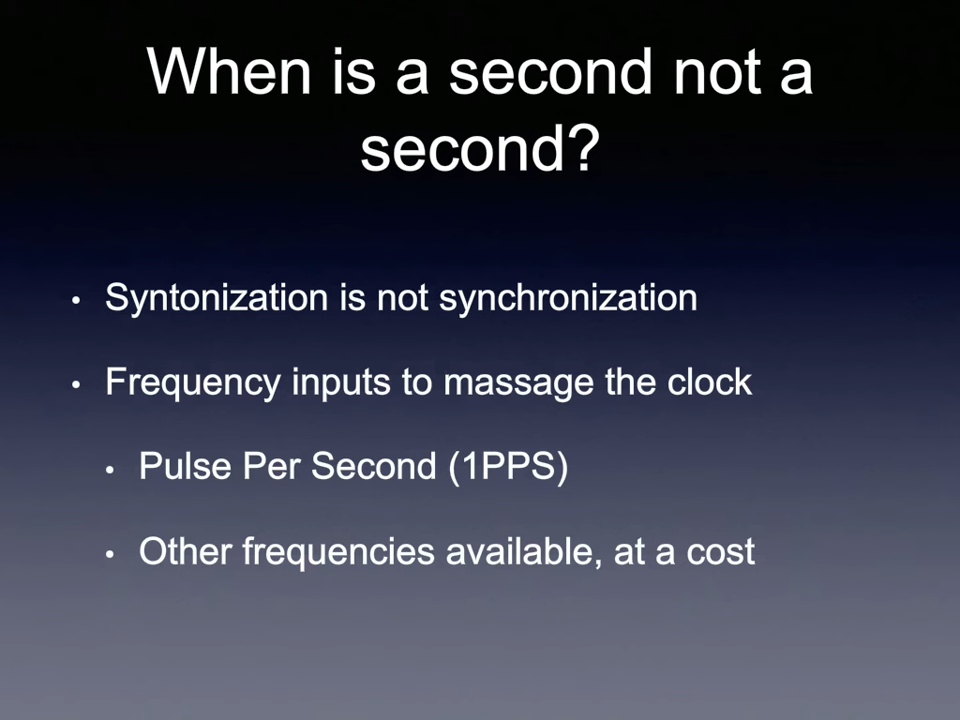 When is a second not a
second?
• Syntonization is not synchronization
• Frequency inputs to massage the clock
• Pulse Per Second (1PPS)
• Other frequencies available, at a cost